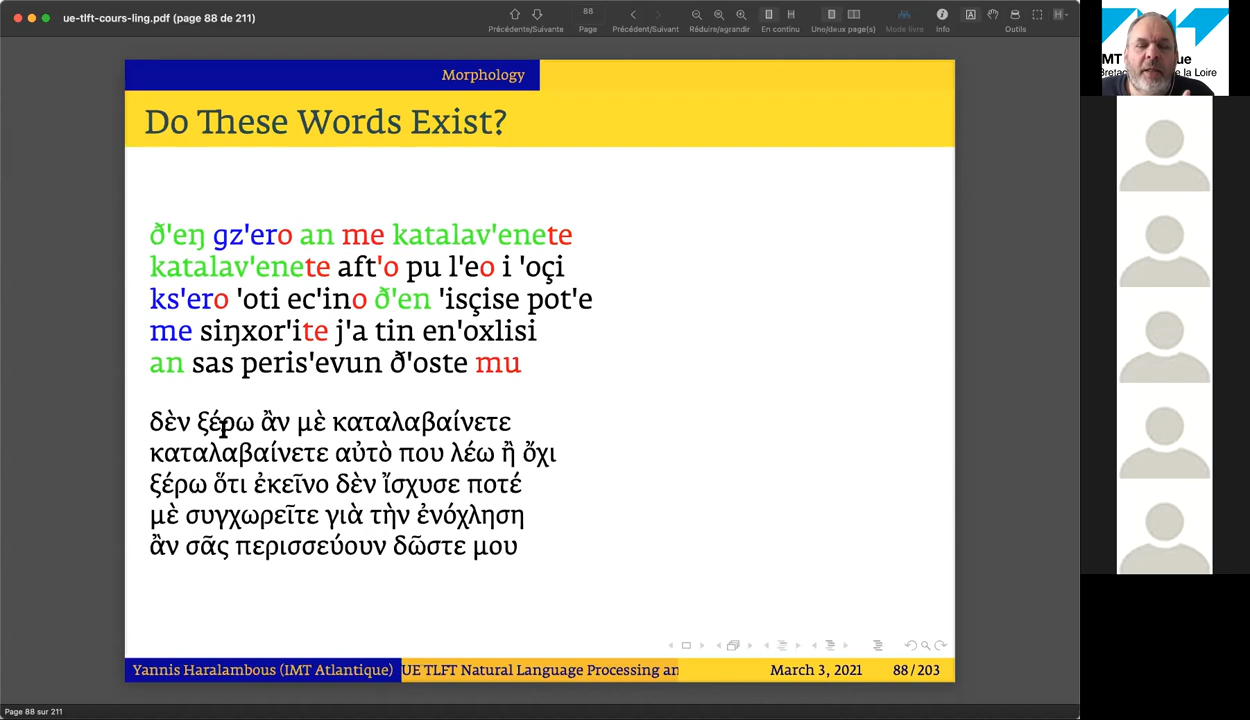 ue-tlft-cours-ling.pdf (page 88 de 211)
88
Précédente/Suivante
Page
Précédent/Suivant
Réduire/agrandir
En continu
Une/deux page(s)
Mode livre
Info
Outils
Morphology
Do These Words Exist?
ð'eŋ gz'ero an me katalav'enete
katalav'enete aft'o pu l'eo i 'oçi
ks'ero 'oti ec'ino ð'en 'isçise pot'e
me siŋxor'ite j'a tin en'oxlisi
an sas peris'evun ð'oste mu
δὲν ξέρω ἂν μὲ καταλαβαίνετε
καταλαβαίνετε αὐτὸ που λέω ἢ ὄχι
ξέρω ὅτι ἐκεῖνο δὲν ἴσχυσε ποτέ
μὲ συγχωρεῖτε γιὰ τὴν ἐνόχληση
ἂν σᾶς περισσεύουν δῶστε μου
Yannis Haralambous (IMT Atlantique)
UE TLFT Natural Language Processing an
March 3, 2021
88/203
Page 88 sur 211